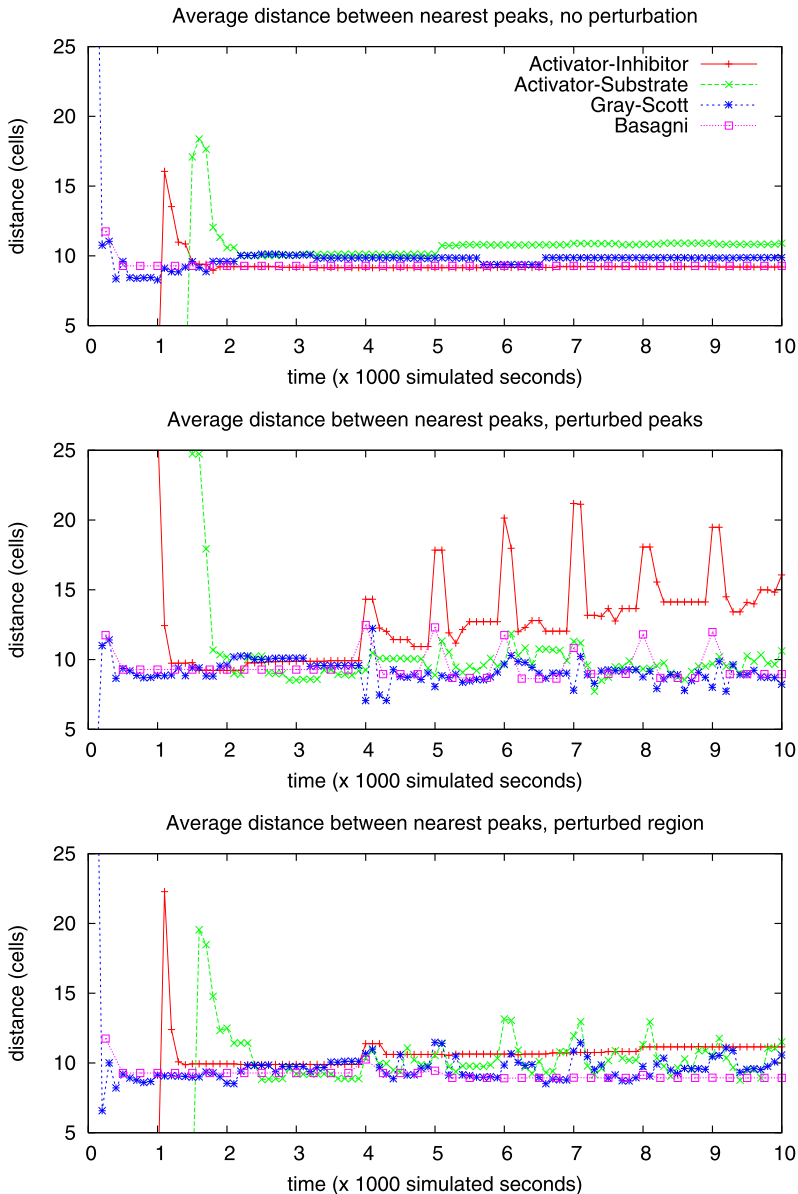 Average distance between nearest peaks, no perturbation
25
20
15
10
5
distance (cells)
Activator-Inhibitor
Activator-Substrate
Gray-Scott
Basagni
0 1 2 3 4 5 6 7 8 9 10
time (x 1000 simulated seconds)
Average distance between nearest peaks, perturbed peaks
25
20
15
10
5
distance (cells)
0 1 2 3 4 5 6 7 8 9 10
time (x 1000 simulated seconds)
Average distance between nearest peaks, perturbed region
25
20
15
10
5
distance (cells)
0 1 2 3 4 5 6 7 8 9 10
time (x 1000 simulated seconds)